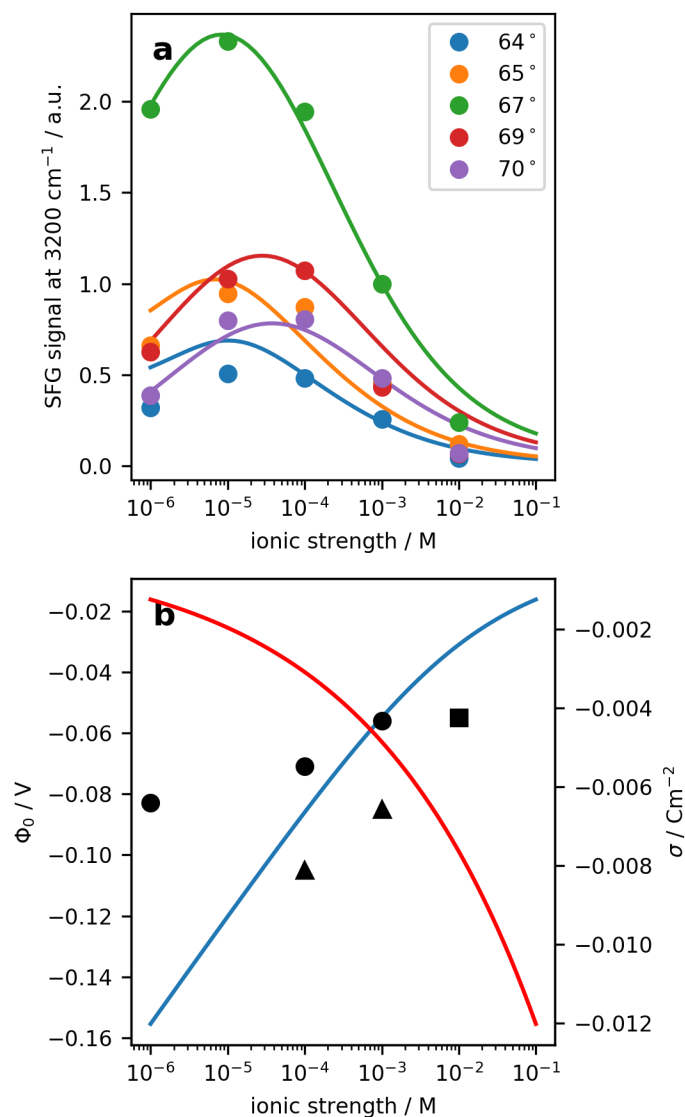 a
64°
65°
67°
69°
70°
SFG signal at 3200 cm⁻¹ / a.u.
2.0
1.5
1.0
0.5
0.0
10⁻⁶ 10⁻⁵ 10⁻⁴ 10⁻³ 10⁻² 10⁻¹
ionic strength / M
b
Φ₀ / V
−0.02
−0.04
−0.06
−0.08
−0.10
−0.12
−0.14
−0.16
−0.002
−0.004
−0.006
−0.008
−0.010
−0.012
σ / Cm⁻²
10⁻⁶ 10⁻⁵ 10⁻⁴ 10⁻³ 10⁻² 10⁻¹
ionic strength / M